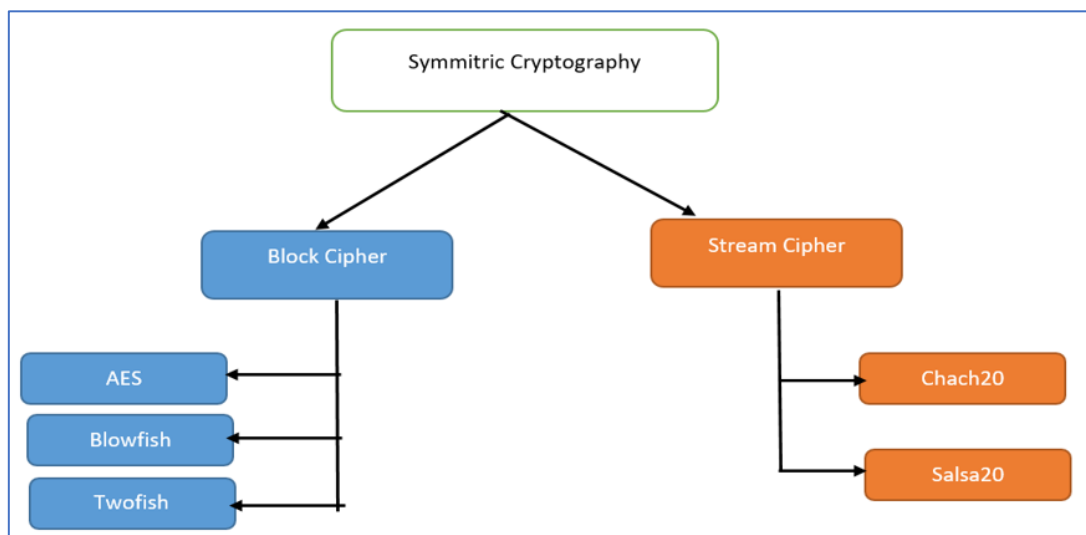 Symmitric Cryptography
Block Cipher
Stream Cipher
AES
Blowfish
Twofish
Chach20
Salsa20